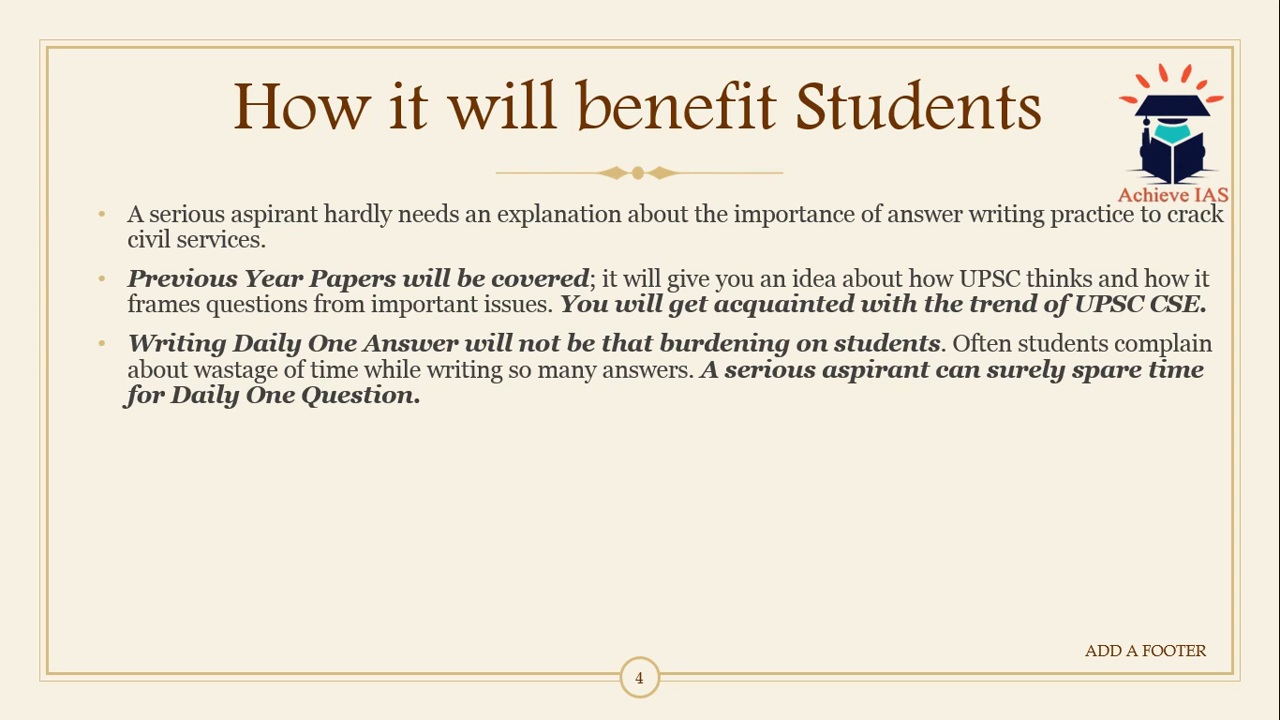 How it will benefit Students
Achieve IAS
• A serious aspirant hardly needs an explanation about the importance of answer writing practice to crack
civil services.
• Previous Year Papers will be covered; it will give you an idea about how UPSC thinks and how it
frames questions from important issues. You will get acquainted with the trend of UPSC CSE.
• Writing Daily One Answer will not be that burdening on students. Often students complain
about wastage of time while writing so many answers. A serious aspirant can surely spare time
for Daily One Question.
ADD A FOOTER
4